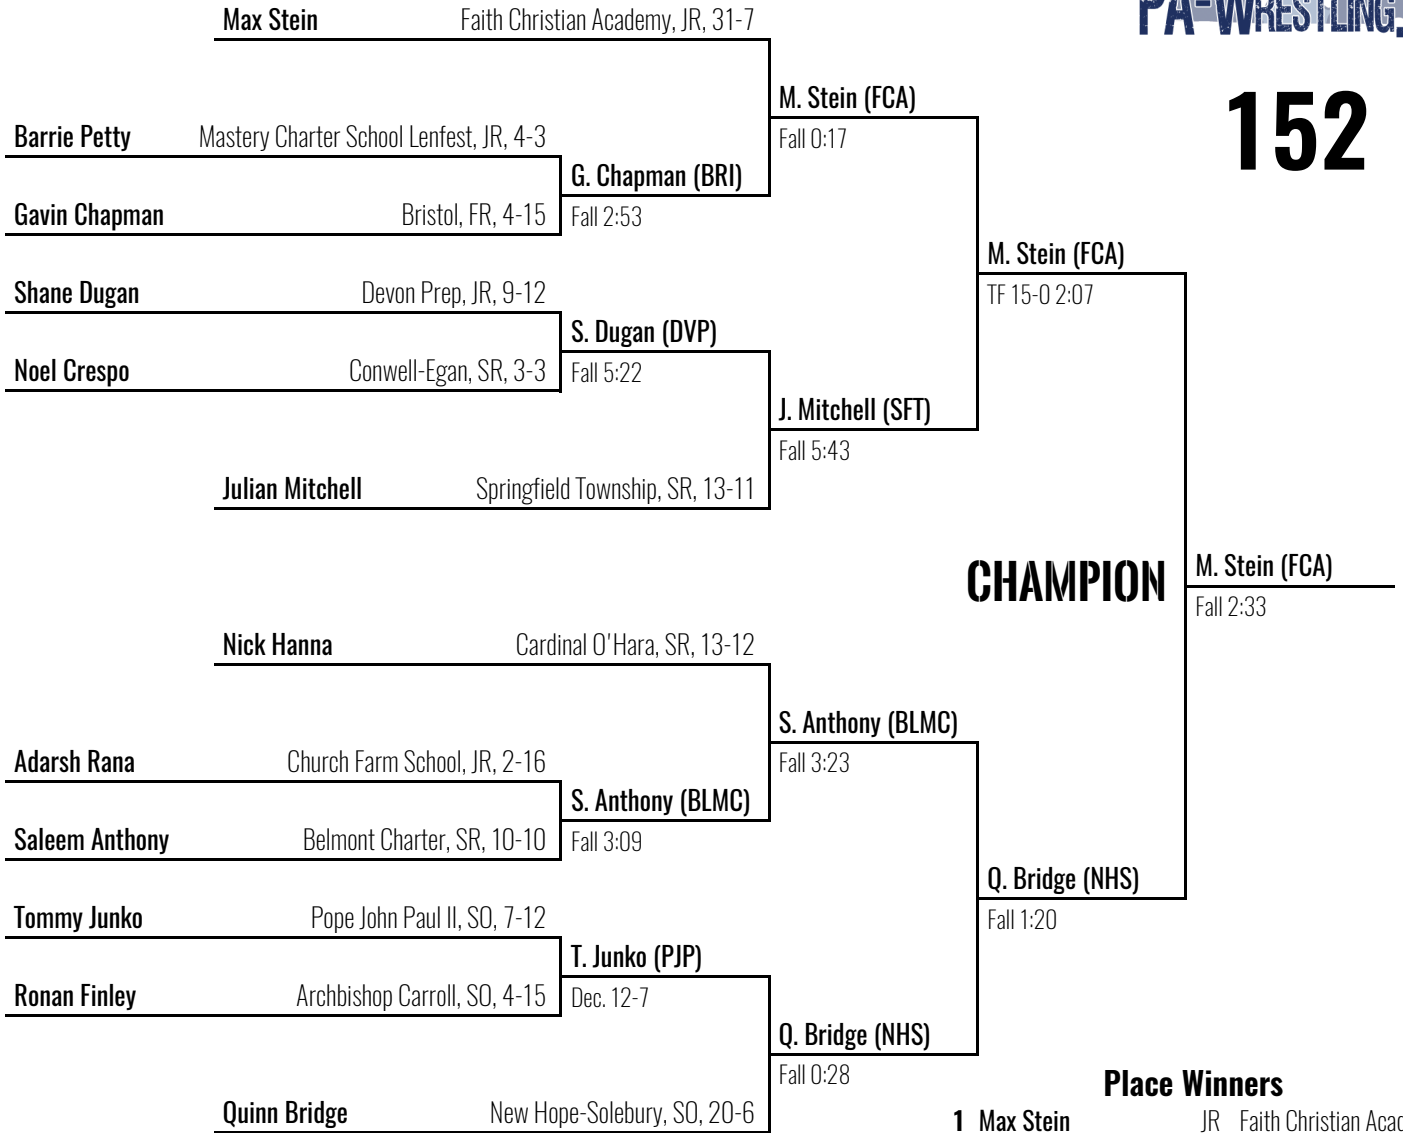 PA-WRESTLING.
152
Max Stein Faith Christian Academy, JR, 31-7
M. Stein (FCA)
Fall 0:17
Barrie Petty Mastery Charter School Lenfest, JR, 4-3
G. Chapman (BRI)
Gavin Chapman Bristol, FR, 4-15
Fall 2:53
M. Stein (FCA)
TF 15-0 2:07
Shane Dugan Devon Prep, JR, 9-12
S. Dugan (DVP)
Noel Crespo Conwell-Egan, SR, 3-3
Fall 5:22
J. Mitchell (SFT)
Fall 5:43
Julian Mitchell Springfield Township, SR, 13-11
CHAMPION
M. Stein (FCA)
Fall 2:33
Nick Hanna Cardinal O'Hara, SR, 13-12
S. Anthony (BLMC)
Fall 3:23
Adarsh Rana Church Farm School, JR, 2-16
S. Anthony (BLMC)
Saleem Anthony Belmont Charter, SR, 10-10
Fall 3:09
Q. Bridge (NHS)
Fall 1:20
Tommy Junko Pope John Paul II, SO, 7-12
T. Junko (PJP)
Ronan Finley Archbishop Carroll, SO, 4-15
Dec. 12-7
Q. Bridge (NHS)
Fall 0:28
Quinn Bridge New Hope-Solebury, SO, 20-6
Place Winners
1 Max Stein JR Faith Christian Acad